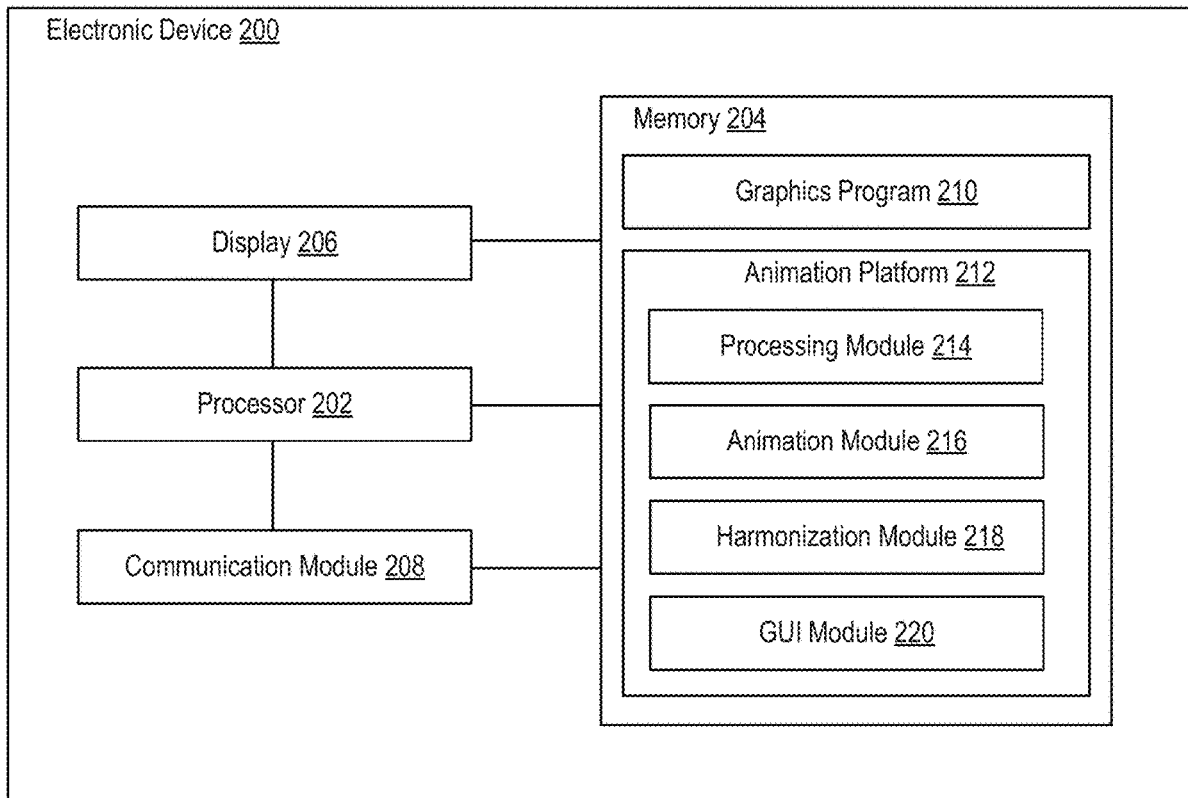 Electronic Device 200
Memory 204
Graphics Program 210
Display 206
Animation Platform 212
Processing Module 214
Processor 202
Animation Module 216
Harmonization Module 218
Communication Module 208
GUI Module 220